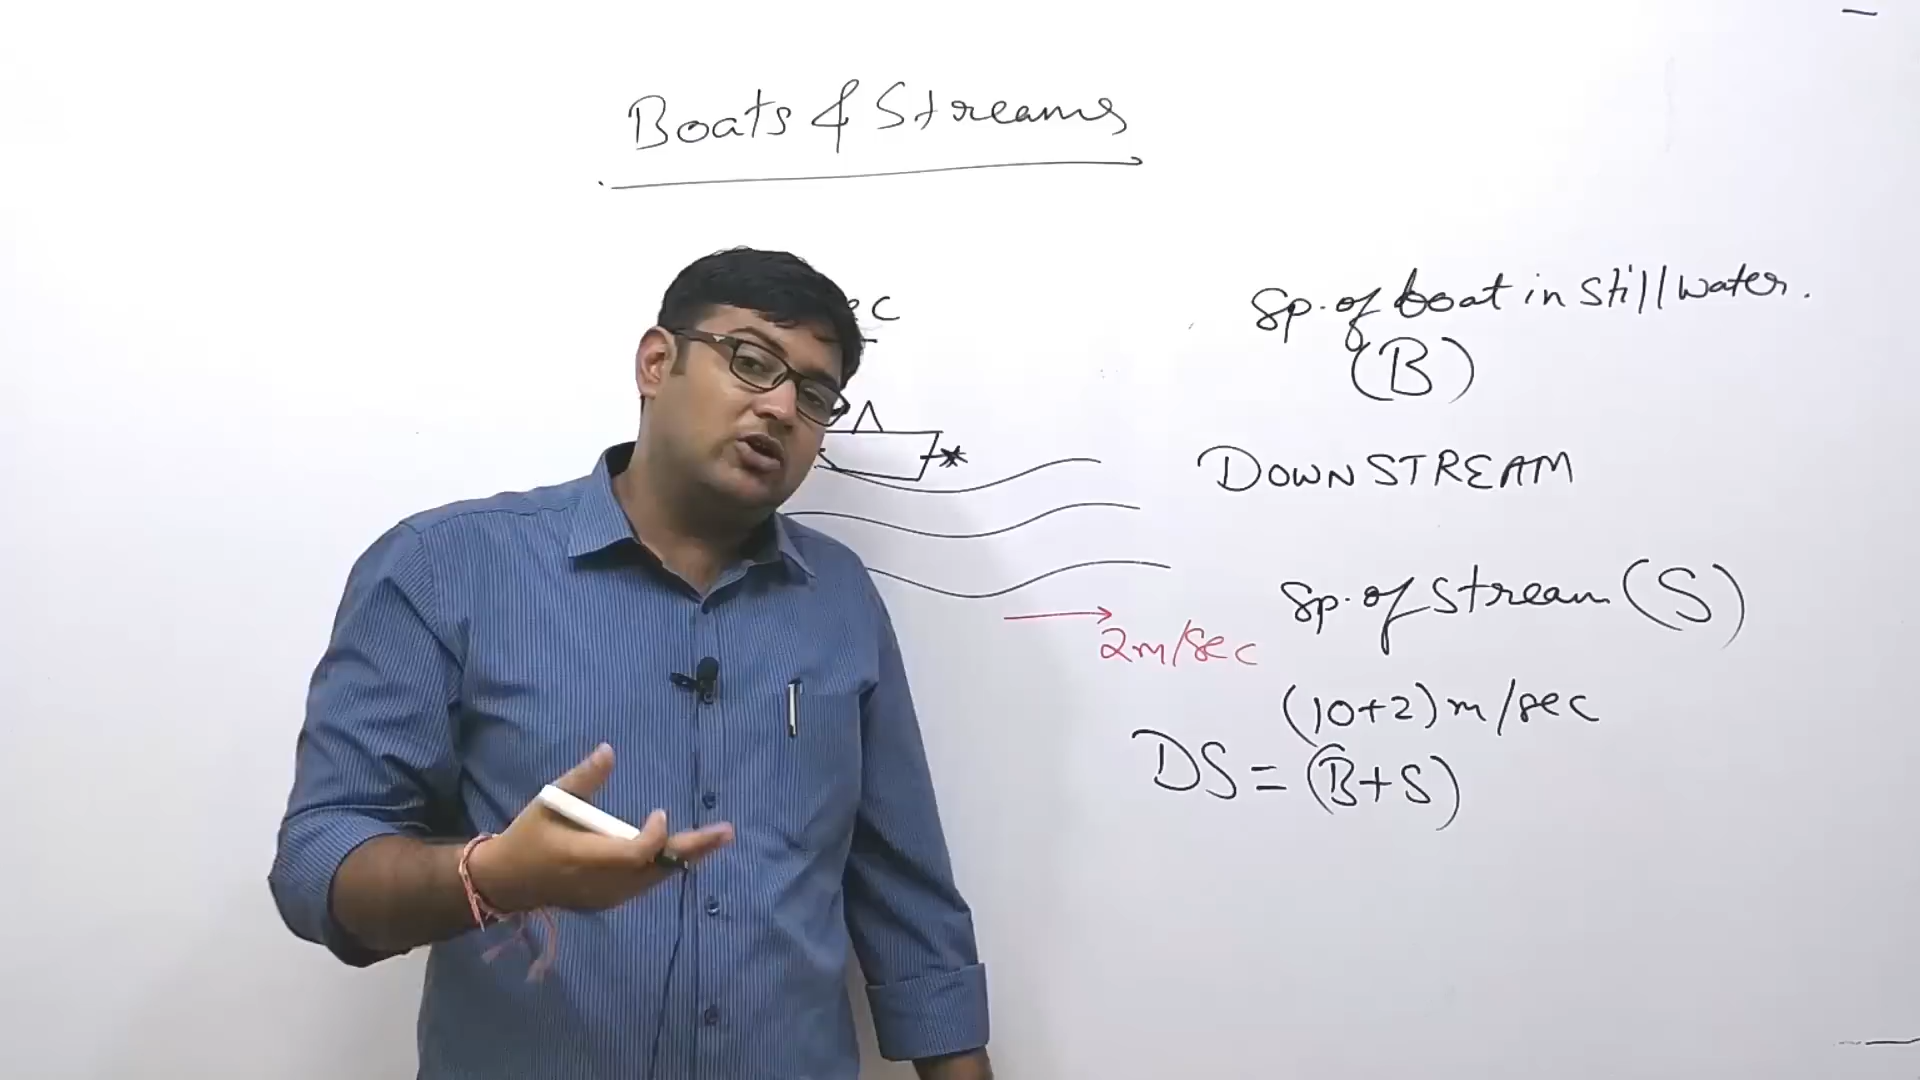 Boats & Streams
Sp. of boat in still water.
(B)
DOWNSTREAM
Sp. of stream (S)
2m/sec
(10+2) m/sec
DS = (B+S)